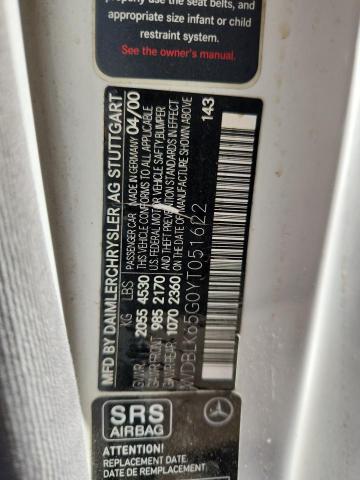 properly use the seat belts, and
appropriate size infant or child
restraint system.
See the owner's manual.
MFD BY DAIMLERCHRYSLER AG STUTTGART
PASSENGER CAR MADE IN GERMANY 04/00
KG LBS THIS VEHICLE CONFORMS TO ALL APPLICABLE
GVWR 2055 4530 U.S. FEDERAL MOTOR VEHICLE SAFTY, BUMPER
GAWR FRONT 985 2170 AND THEFT PREVENTION STANDARDS IN EFFECT
GAWR REAR 1070 2360 ON THE DATE OF MANUFACTURE SHOWN ABOVE
143
WDBLK65G0YT051622
SRS
AIRBAG
ATTENTION!
REPLACEMENT DATE
DATE DE REMPLACEMENT.